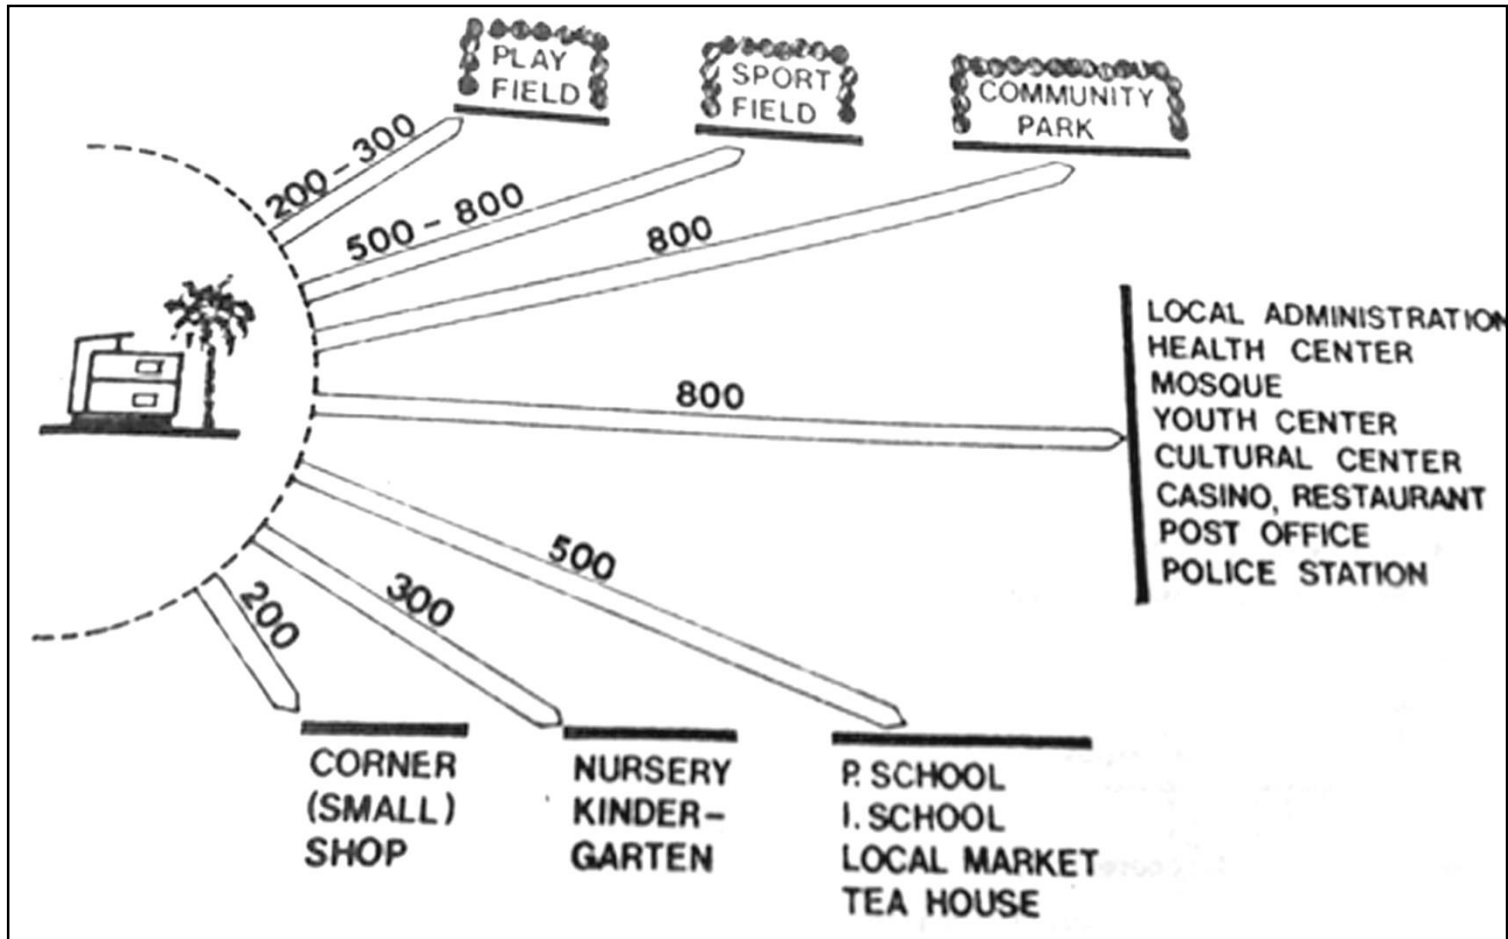 PLAY
FIELD
SPORT
FIELD
COMMUNITY
PARK
200-300
500-800
800
800
500
300
200
LOCAL ADMINISTRATION
HEALTH CENTER
MOSQUE
YOUTH CENTER
CULTURAL CENTER
CASINO, RESTAURANT
POST OFFICE
POLICE STATION
CORNER
(SMALL)
SHOP
NURSERY
KINDER-
GARTEN
P. SCHOOL
I. SCHOOL
LOCAL MARKET
TEA HOUSE